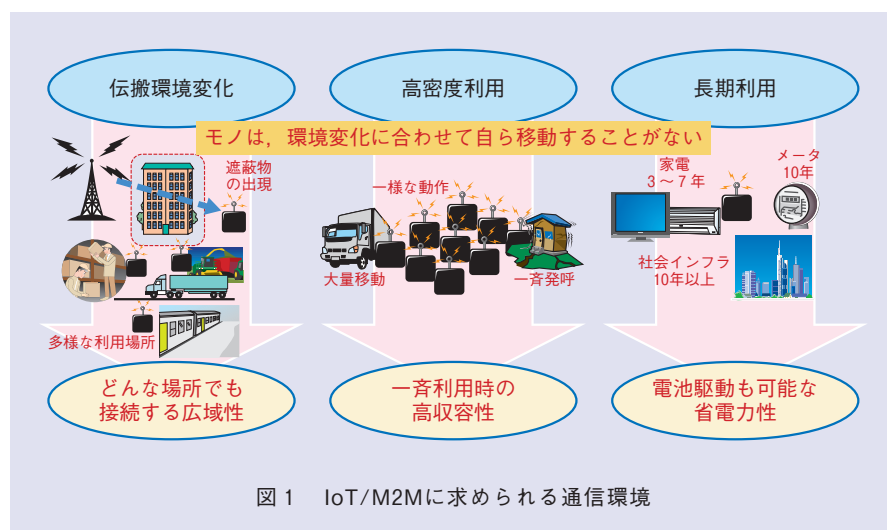 伝搬環境変化
高密度利用
長期利用
モノは，環境変化に合わせて自ら移動することがない
遮蔽物
の出現
多様な利用場所
一様な動作
大量移動
一斉発呼
家電
3～7年
メータ
10年
社会インフラ
10年以上
どんな場所でも
接続する広域性
一斉利用時の
高収容性
電池駆動も可能な
省電力性
図1 IoT/M2Mに求められる通信環境